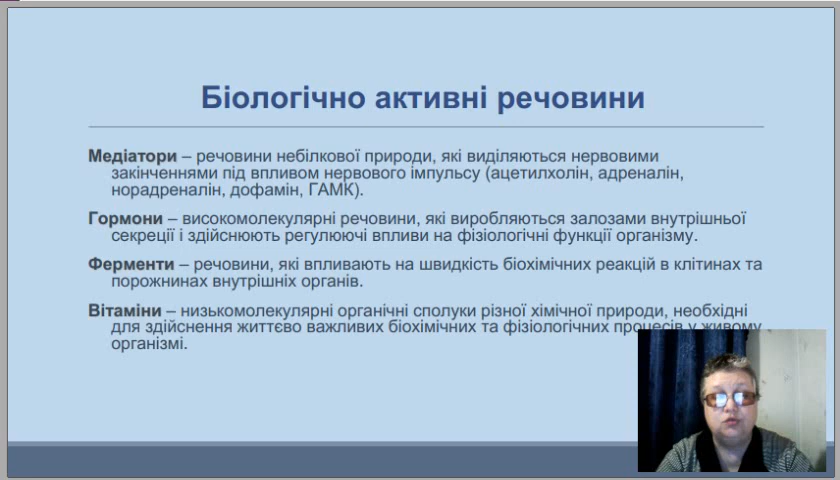 Біологічно активні речовини
Медіатори – речовини небілкової природи, які виділяються нервовими
закінченнями під впливом нервового імпульсу (ацетилхолін, адреналін,
норадреналін, дофамін, ГАМК).
Гормони – високомолекулярні речовини, які виробляються залозами внутрішньої
секреції і здійснюють регулюючі впливи на фізіологічні функції організму.
Ферменти – речовини, які впливають на швидкість біохімічних реакцій в клітинах та
порожнинах внутрішніх органів.
Вітаміни – низькомолекулярні органічні сполуки різної хімічної природи, необхідні
для здійснення життєво важливих біохімічних та фізіологічних процесів у живому
організмі.